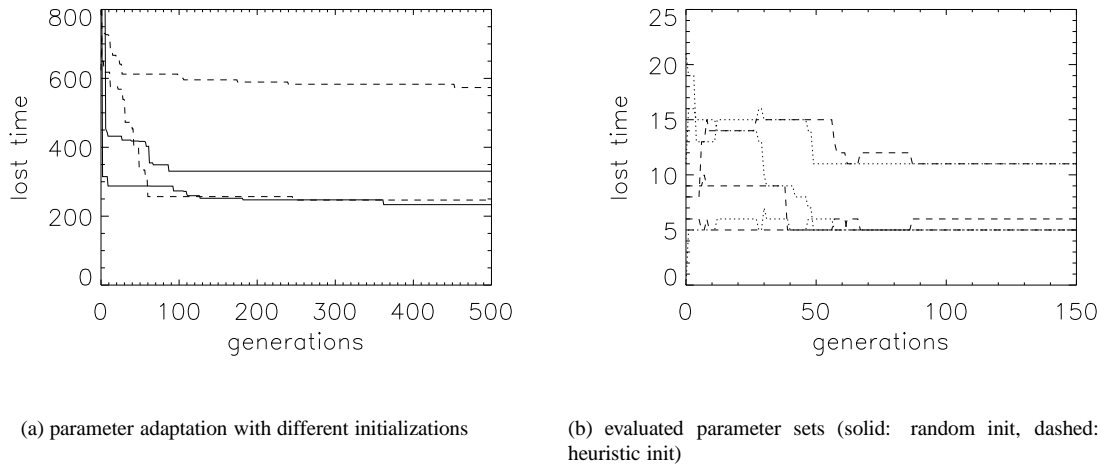 800
600
400
200
0
lost time
0 100 200 300 400 500
generations
25
20
15
10
5
0
lost time
0 50 100 150
generations
(a) parameter adaptation with different initializations
(b) evaluated parameter sets (solid: random init, dashed:
heuristic init)